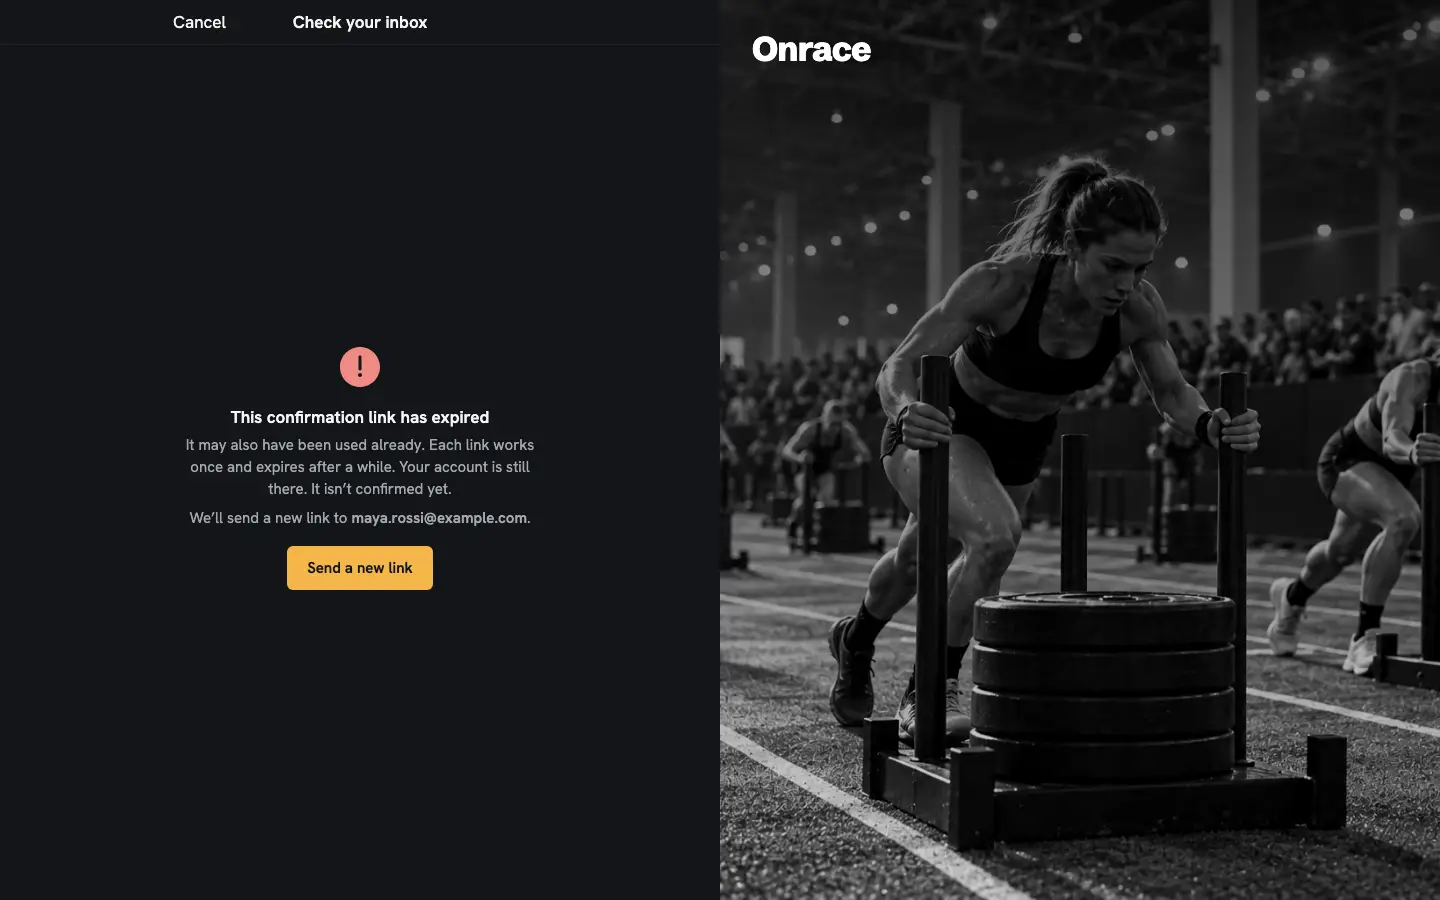 Cancel
Check your inbox
Onrace
This confirmation link has expired
It may also have been used already. Each link works
once and expires after a while. Your account is still
there. It isn’t confirmed yet.
We’ll send a new link to maya.rossi@example.com.
Send a new link